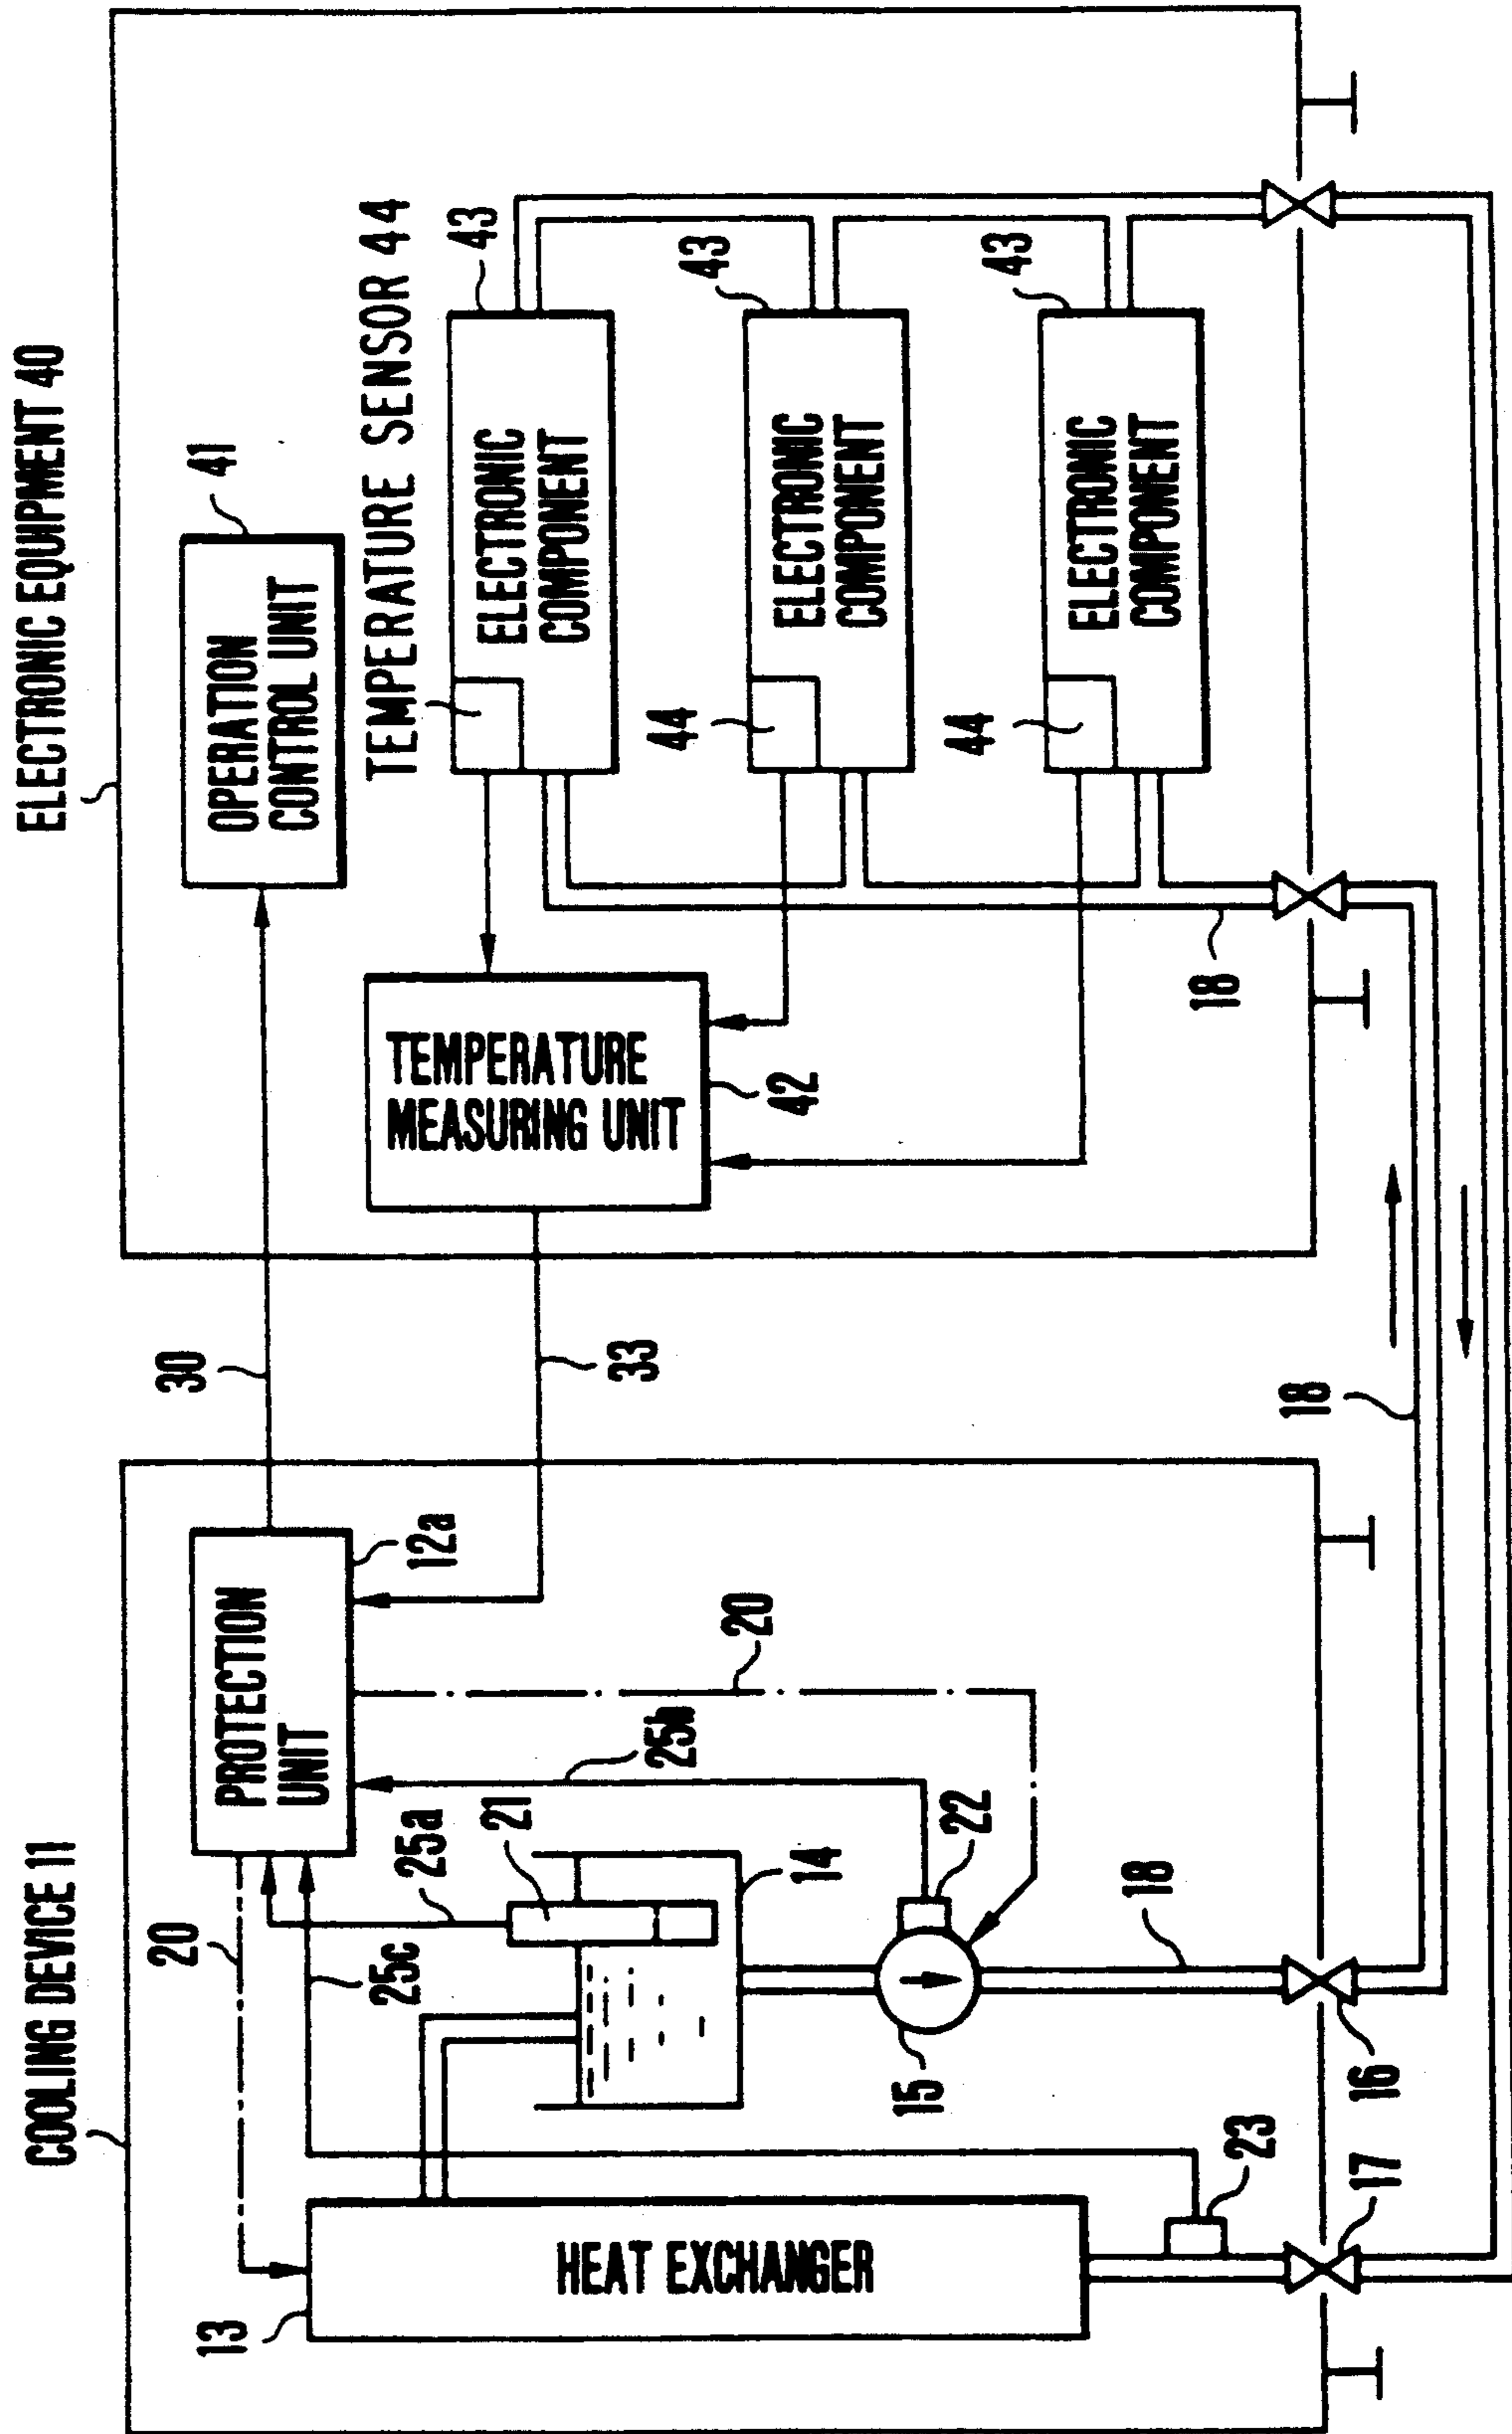 COOLING DEVICE 11
ELECTRONIC EQUIPMENT 40
PROTECTION
UNIT
12a
30
OPERATION
CONTROL UNIT
41
20
25a
25c
21
25b
20
33
TEMPERATURE
MEASURING UNIT
42
TEMPERATURE SENSOR 44
43
ELECTRONIC
COMPONENT
44
43
ELECTRONIC
COMPONENT
44
43
ELECTRONIC
COMPONENT
13
HEAT EXCHANGER
14
15
22
18
23
17
16
18
18